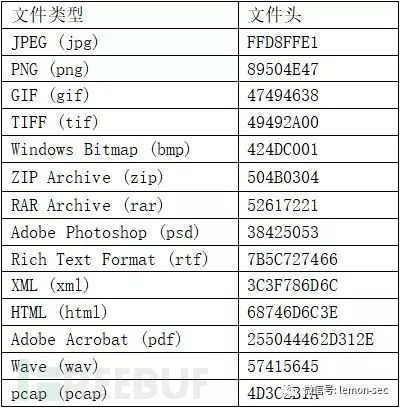 文件类型 文件头
JPEG (jpg) FFD8FFE1
PNG (png) 89504E47
GIF (gif) 47494638
TIFF (tif) 49492A00
Windows Bitmap (bmp) 424DC001
ZIP Archive (zip) 504B0304
RAR Archive (rar) 52617221
Adobe Photoshop (psd) 38425053
Rich Text Format (rtf) 7B5C727466
XML (xml) 3C3F786D6C
HTML (html) 68746D6C3E
Adobe Acrobat (pdf) 255044462D312E
Wave (wav) 57415645
pcap (pcap)
微信号: lemon-sec